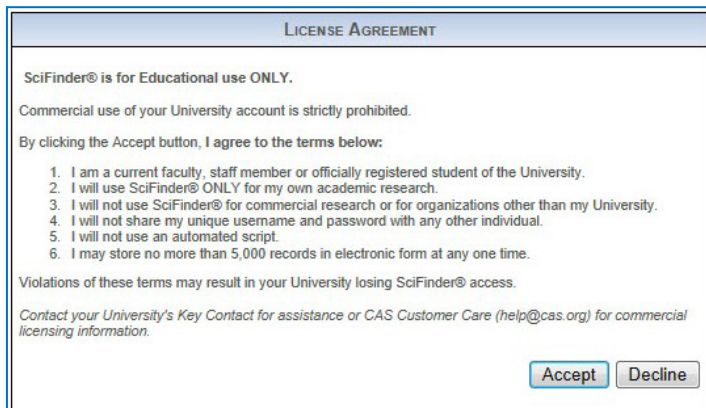 LICENSE AGREEMENT
SciFinder® is for Educational use ONLY.
Commercial use of your University account is strictly prohibited.
By clicking the Accept button, I agree to the terms below:
1. I am a current faculty, staff member or officially registered student of the University.
2. I will use SciFinder® ONLY for my own academic research.
3. I will not use SciFinder® for commercial research or for organizations other than my University.
4. I will not share my unique username and password with any other individual.
5. I will not use an automated script.
6. I may store no more than 5,000 records in electronic form at any one time.
Violations of these terms may result in your University losing SciFinder® access.
Contact your University's Key Contact for assistance or CAS Customer Care (help@cas.org) for commercial
licensing information.
Accept Decline